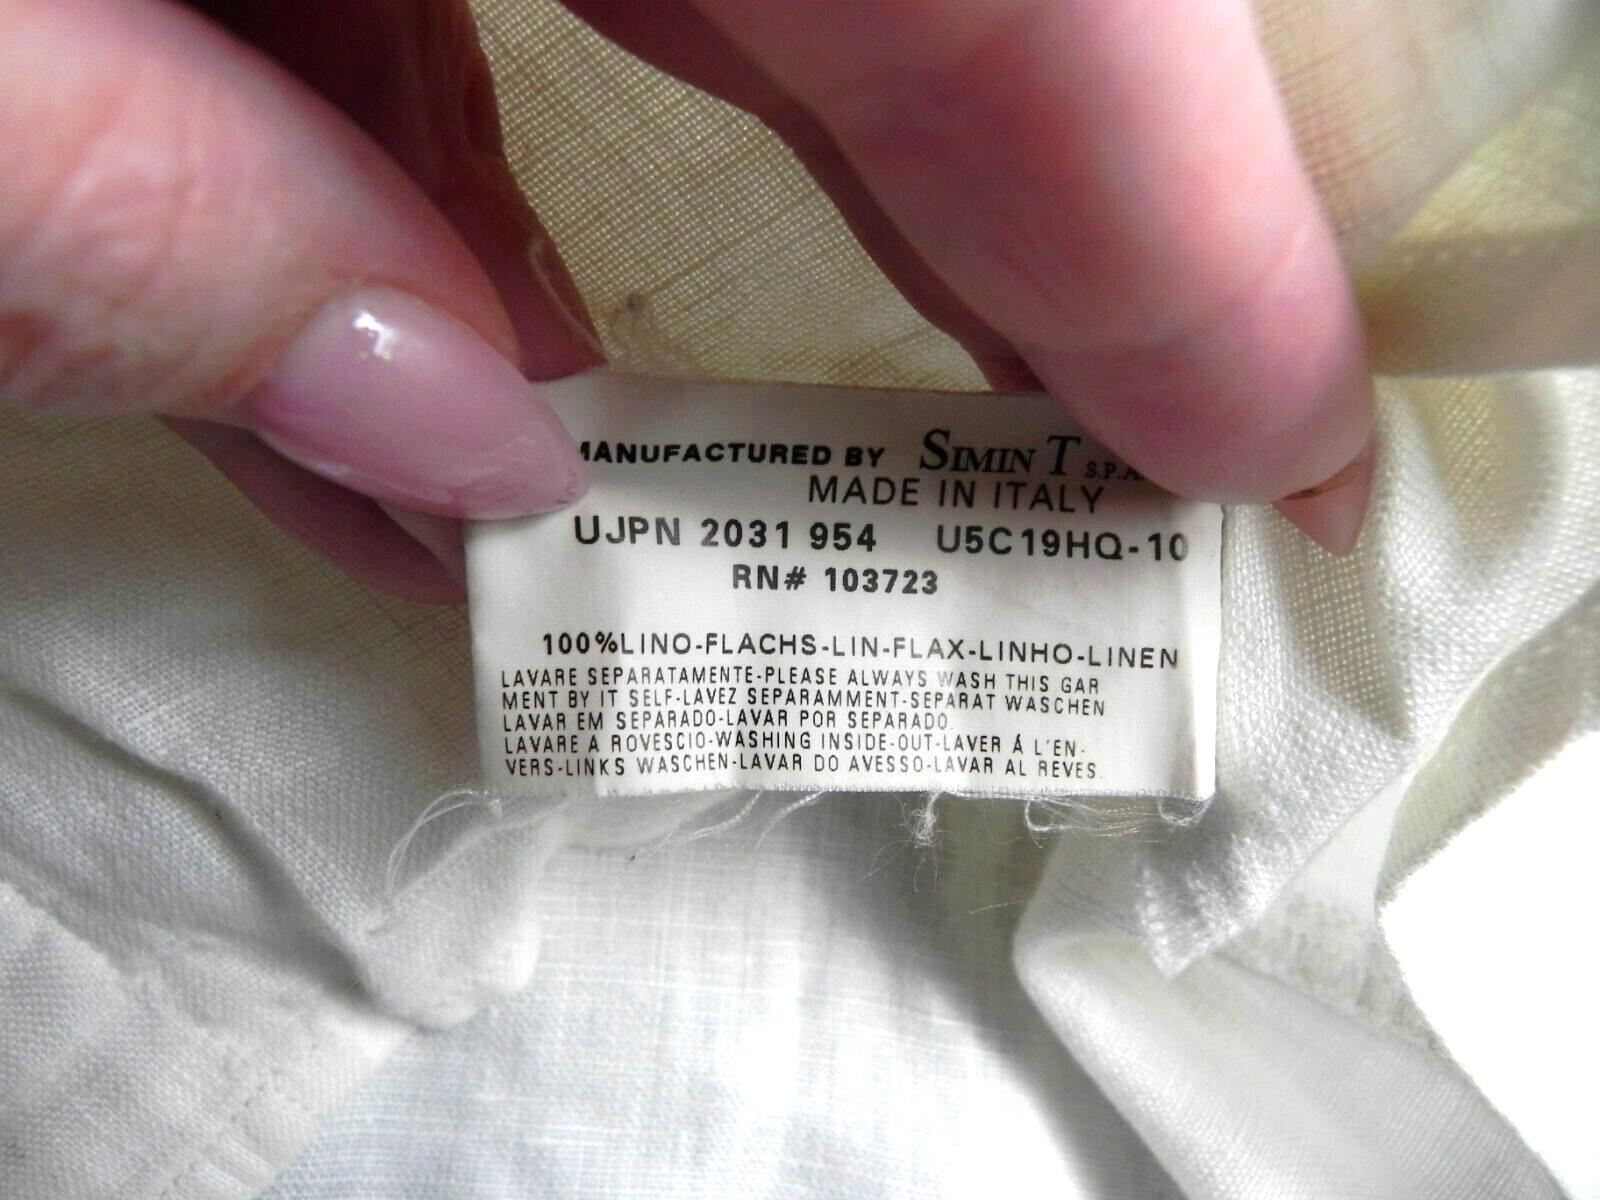 MANUFACTURED BY SIMIN T S.P.A.
MADE IN ITALY
UJPN 2031 954 U5C19HQ-10
RN# 103723
100%LINO-FLACHS-LIN-FLAX-LINHO-LINEN
LAVARE SEPARATAMENTE-PLEASE ALWAYS WASH THIS GAR
MENT BY IT SELF-LAVEZ SEPARAMMENT-SEPARAT WASCHEN
LAVAR EM SEPARADO-LAVAR POR SEPARADO.
LAVARE A ROVESCIO-WASHING INSIDE-OUT-LAVER Á L'EN-
VERS-LINKS WASCHEN-LAVAR DO AVESSO-LAVAR AL REVES.